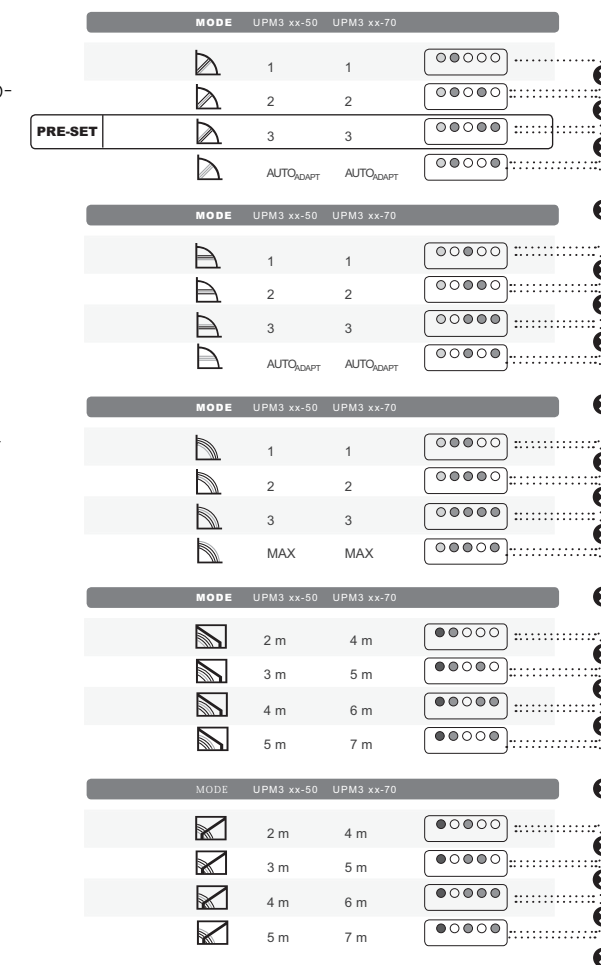 MODE UPM3 xx-50 UPM3 xx-70
1 1
2 2
PRE-SET 3 3
AUTOADAPT AUTOADAPT
MODE UPM3 xx-50 UPM3 xx-70
1 1
2 2
3 3
AUTOADAPT AUTOADAPT
MODE UPM3 xx-50 UPM3 xx-70
1 1
2 2
3 3
MAX MAX
MODE UPM3 xx-50 UPM3 xx-70
2 m 4 m
3 m 5 m
4 m 6 m
5 m 7 m
MODE UPM3 xx-50 UPM3 xx-70
2 m 4 m
3 m 5 m
4 m 6 m
5 m 7 m